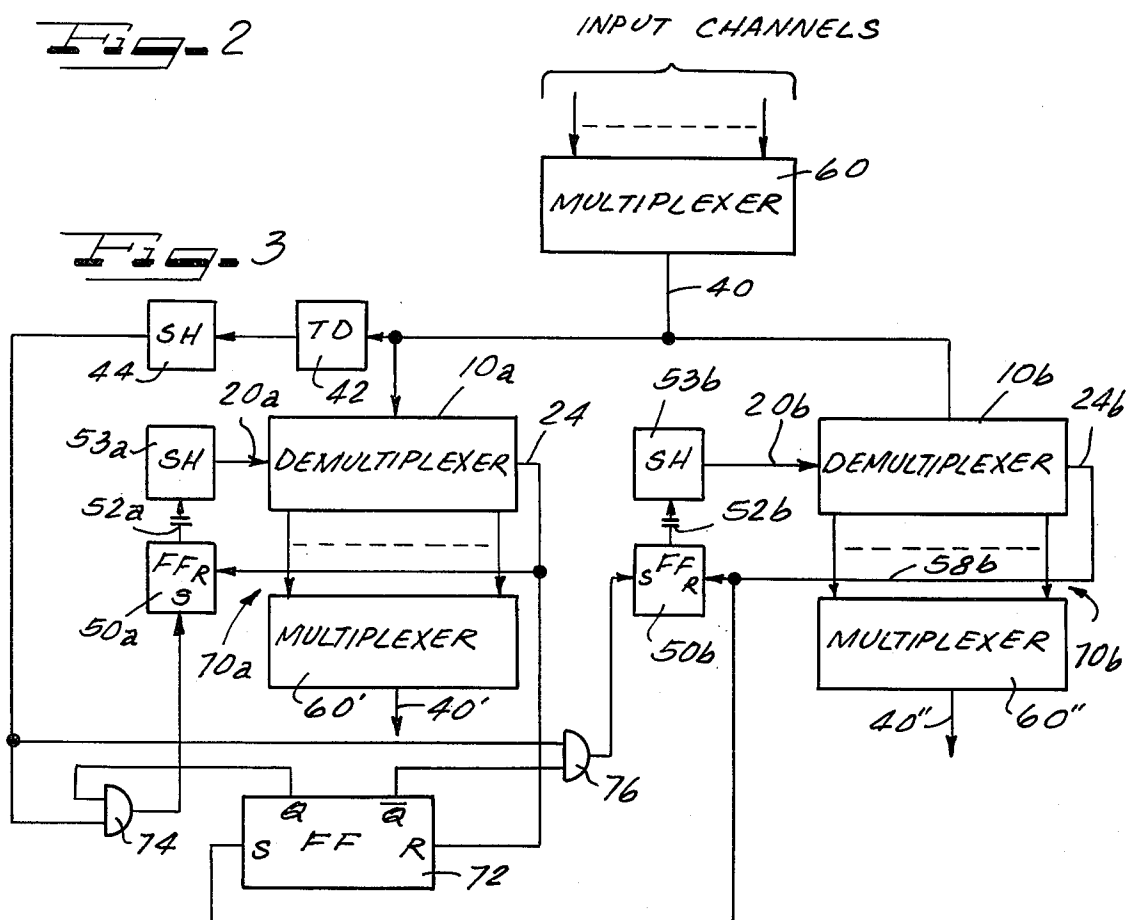 Fig. 2
INPUT CHANNELS
MULTIPLEXER
60
Fig. 3
40
SH
44
TD
42
10a
53b
10b
20a
53a
SH
DEMULTIPLEXER
24
SH
20b
DEMULTIPLEXER
24b
52a
52b
FF R
S
50a
S FF R
50b
58b
MULTIPLEXER
70a
60'
40'
MULTIPLEXER
70b
60"
40"
76
74
Q
Q̅
S FF R
72